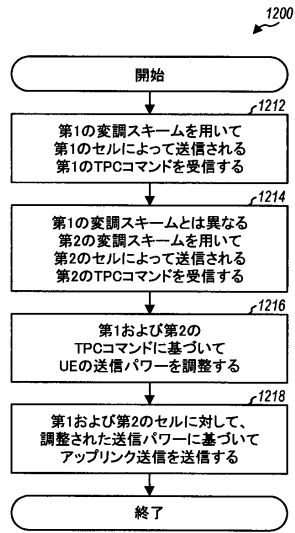 1200
開始
1212
第1の変調スキームを用いて
第1のセルによって送信される
第1のTPCコマンドを受信する
1214
第1の変調スキームとは異なる
第2の変調スキームを用いて
第2のセルによって送信される
第2のTPCコマンドを受信する
1216
第1および第2の
TPCコマンドに基づいて
UEの送信パワーを調整する
1218
第1および第2のセルに対して、
調整された送信パワーに基づいて
アップリンク送信を送信する
終了